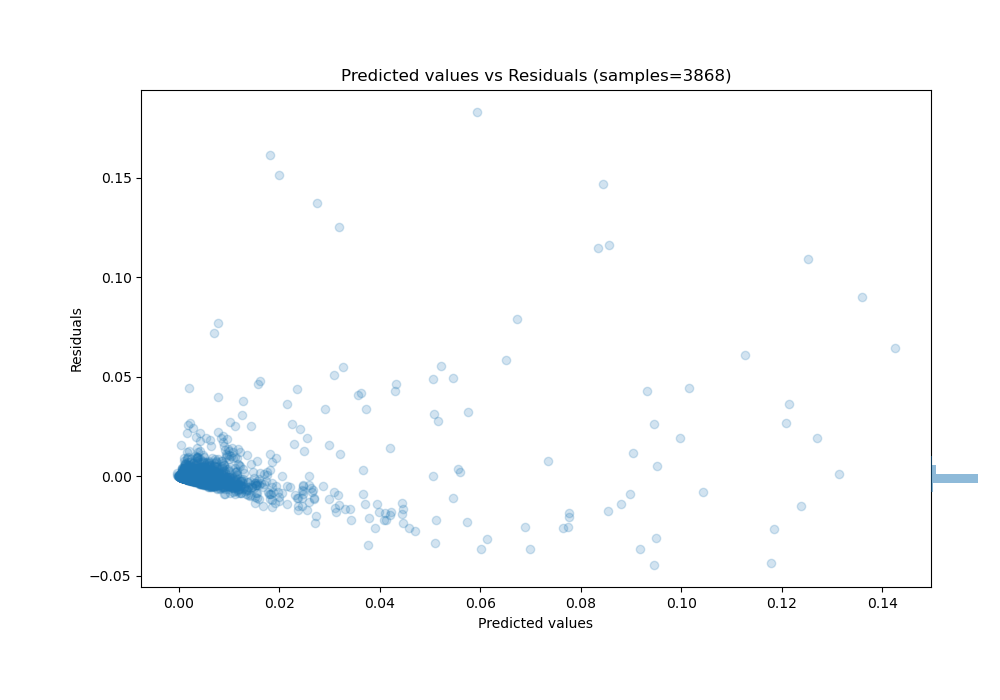 Predicted values vs Residuals (samples=3868)
Residuals
0.15
0.10
0.05
0.00
−0.05
0.00 0.02 0.04 0.06 0.08 0.10 0.12 0.14
Predicted values